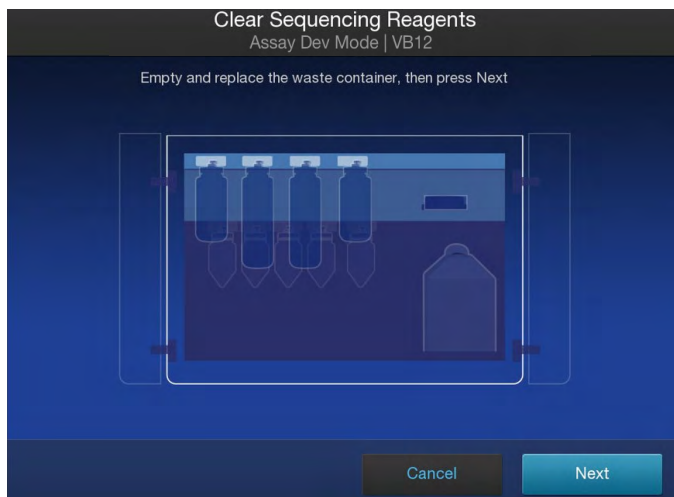 Clear Sequencing Reagents
Assay Dev Mode | VB12
Empty and replace the waste container, then press Next
Cancel
Next